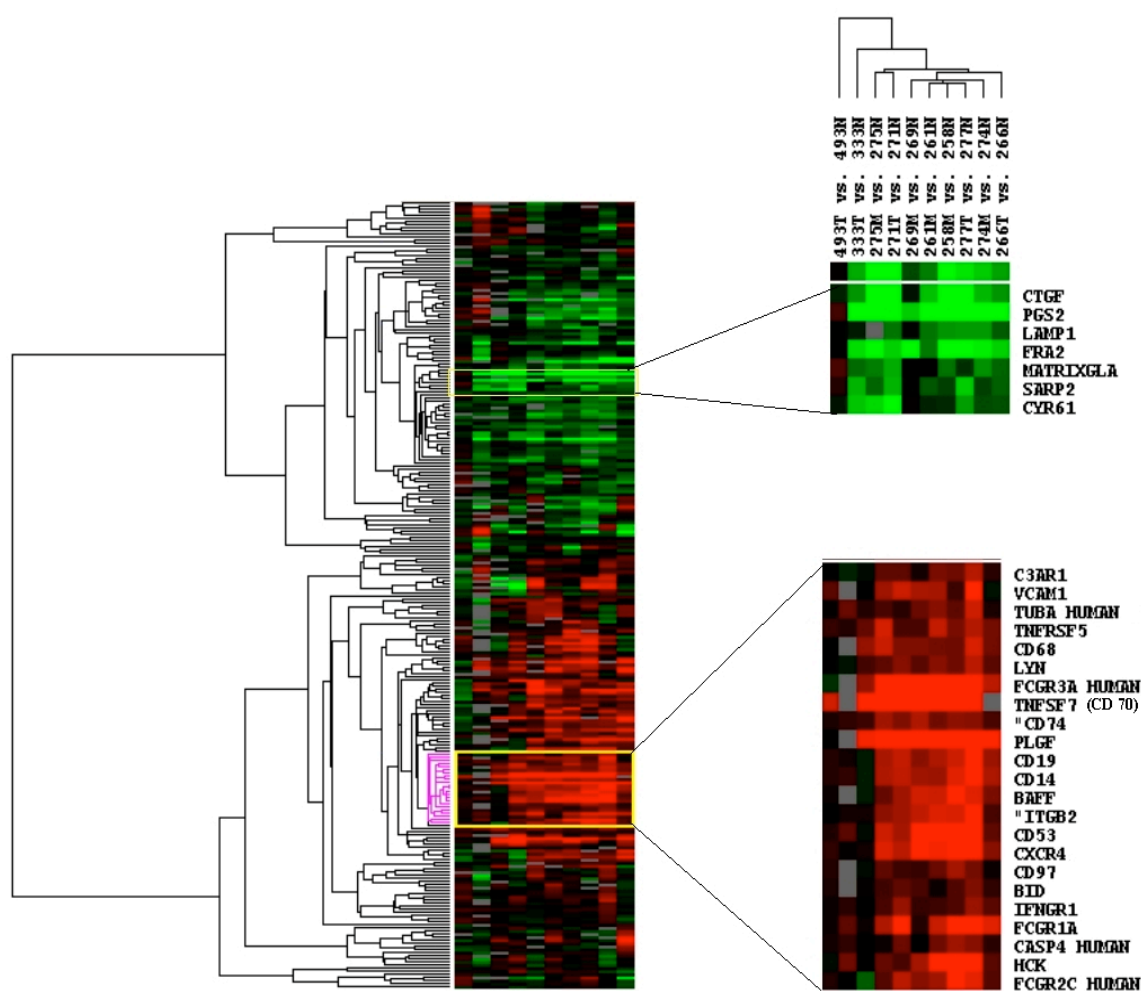 493T vs. 493N
333T vs. 333N
275M vs. 275N
271T vs. 271N
269M vs. 269N
261M vs. 261N
258M vs. 258N
277T vs. 277N
274M vs. 274N
266T vs. 266N
CTGF
PGS2
LAMP1
FRA2
MATRIXGLA
SARP2
CYR61
C3AR1
VCAM1
TUBA HUMAN
TNFRSF5
CD68
LYN
FCGR3A HUMAN
TNFSF7 (CD 70)
"CD74
PLGF
CD19
CD14
BAFF
"ITGB2
CD53
CXCR4
CD97
BID
IFNGR1
FCGR1A
CASP4 HUMAN
HCK
FCGR2C HUMAN